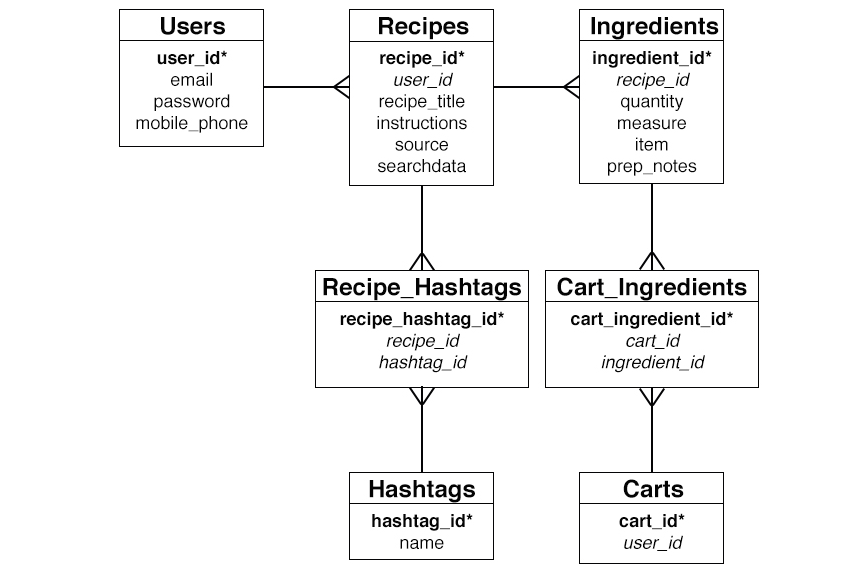 Users
user_id*
email
password
mobile_phone
Recipes
recipe_id*
user_id
recipe_title
instructions
source
searchdata
Ingredients
ingredient_id*
recipe_id
quantity
measure
item
prep_notes
Recipe_Hashtags
recipe_hashtag_id*
recipe_id
hashtag_id
Cart_Ingredients
cart_ingredient_id*
cart_id
ingredient_id
Hashtags
hashtag_id*
name
Carts
cart_id*
user_id